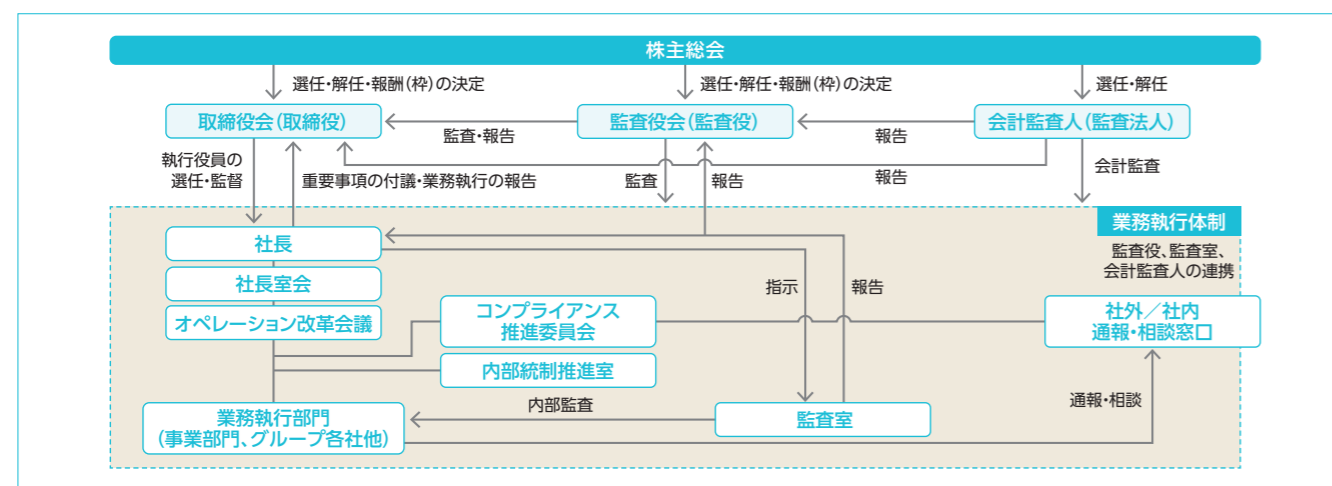 株主総会
選任・解任・報酬(枠)の決定
選任・解任・報酬(枠)の決定
選任・解任
取締役会(取締役)
監査役会(監査役)
会計監査人(監査法人)
監査・報告
報告
執行役員の
選任・監督
重要事項の付議・業務執行の報告
監査
報告
報告
会計監査
業務執行体制
監査役、監査室、
会計監査人の連携
社長
社長室会
オペレーション改革会議
コンプライアンス
推進委員会
内部統制推進室
指示
報告
社外／社内
通報・相談窓口
業務執行部門
(事業部門、グループ各社他)
内部監査
監査室
通報・相談